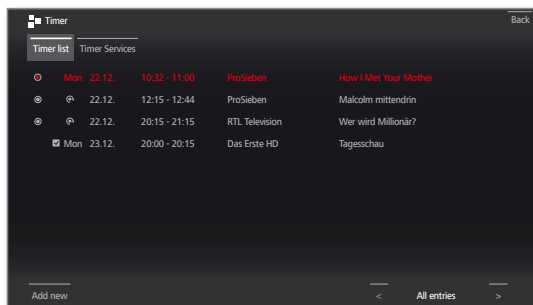 Timer Back
Timer list Timer Services
Mon 22.12. 10:32 - 11:00 ProSieben How I Met Your Mother
22.12. 12:15 - 12:44 ProSieben Malcolm mittendrin
22.12. 20:15 - 21:15 RTL Television Wer wird Millionär?
Mon 23.12. 20:00 - 20:15 Das Erste HD Tagesschau
Add new < All entries >